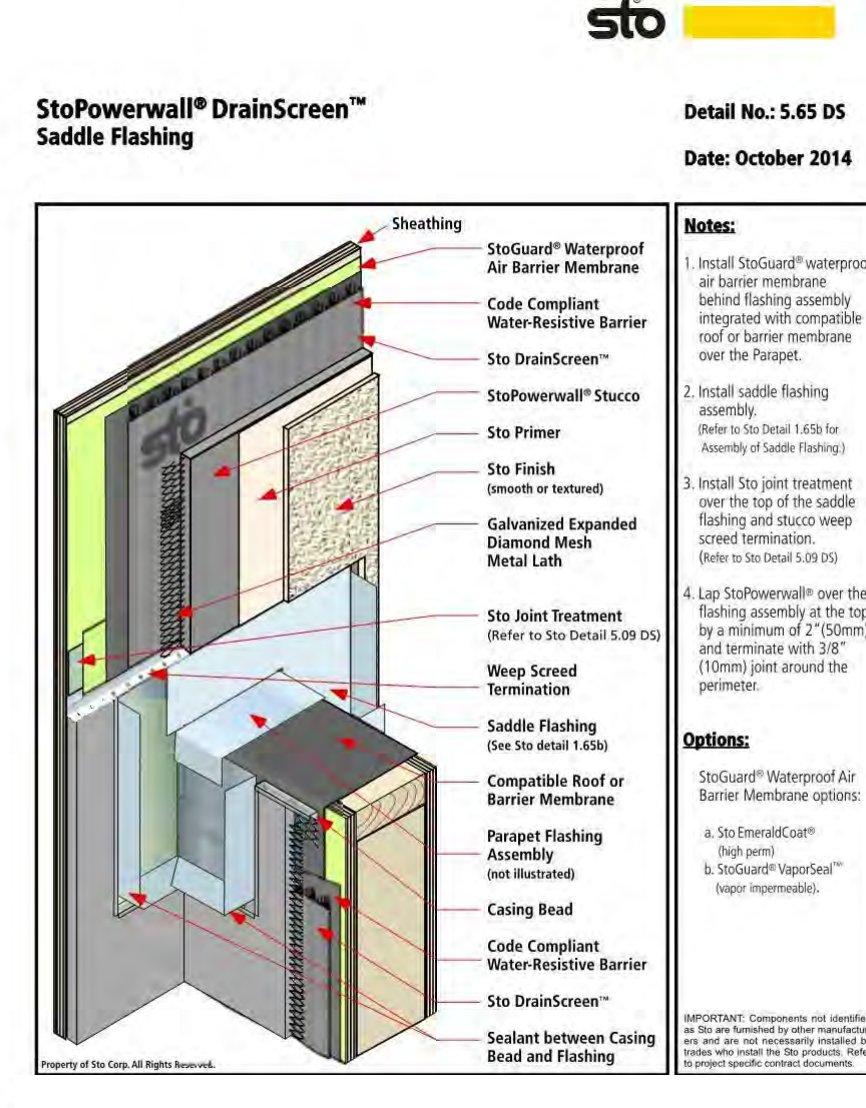 sto
StoPowerwall® DrainScreen™
Saddle Flashing
Detail No.: 5.65 DS
Date: October 2014
Sheathing
StoGuard® Waterproof
Air Barrier Membrane
Code Compliant
Water-Resistive Barrier
Sto DrainScreen™
StoPowerwall® Stucco
Sto Primer
Sto Finish
(smooth or textured)
Galvanized Expanded
Diamond Mesh
Metal Lath
Sto Joint Treatment
(Refer to Sto Detail 5.09 DS)
Weep Screed
Termination
Saddle Flashing
(See Sto detail 1.65b)
Compatible Roof or
Barrier Membrane
Parapet Flashing
Assembly
(not illustrated)
Casing Bead
Code Compliant
Water-Resistive Barrier
Sto DrainScreen™
Sealant between Casing
Bead and Flashing
sto
Property of Sto Corp. All Rights Reserved.
Notes:
1. Install StoGuard® waterproo
air barrier membrane
behind flashing assembly
integrated with compatible
roof or barrier membrane
over the Parapet.
2. Install saddle flashing
assembly.
(Refer to Sto Detail 1.65b for
Assembly of Saddle Flashing.)
3. Install Sto joint treatment
over the top of the saddle
flashing and stucco weep
screed termination.
(Refer to Sto Detail 5.09 DS)
4. Lap StoPowerwall® over the
flashing assembly at the top
by a minimum of 2"(50mm)
and terminate with 3/8"
(10mm) joint around the
perimeter.
Options:
StoGuard® Waterproof Air
Barrier Membrane options:
a. Sto EmeraldCoat®
(high perm)
b. StoGuard® VaporSeal™
(vapor impermeable).
IMPORTANT: Components not identifie
as Sto are furnished by other manufactur
ers and are not necessarily installed b
trades who install the Sto products. Refe
to project specific contract documents.